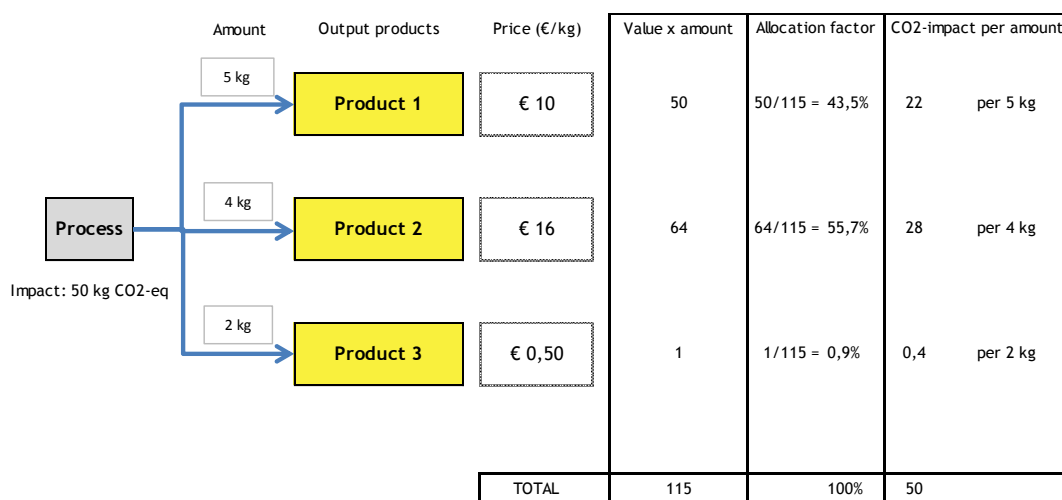 Amount Output products Price (€/kg) Value x amount Allocation factor CO2-impact per amount
5 kg
Product 1 € 10 50 50/115 = 43,5% 22 per 5 kg
4 kg
Process Product 2 € 16 64 64/115 = 55,7% 28 per 4 kg
Impact: 50 kg CO2-eq
2 kg
Product 3 € 0,50 1 1/115 = 0,9% 0,4 per 2 kg
TOTAL 115 100% 50